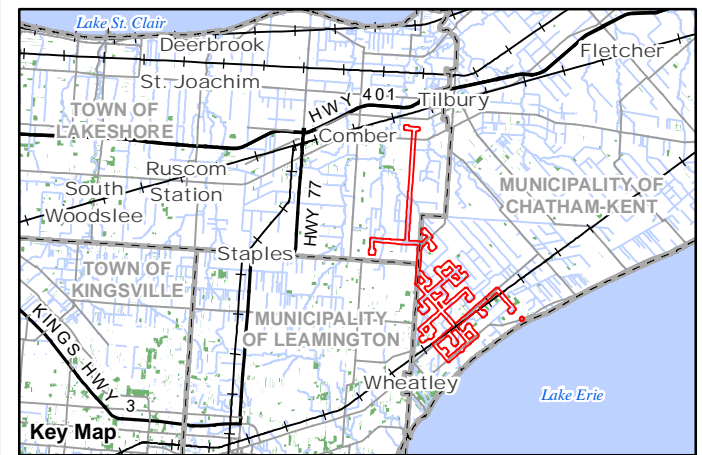 Lake St. Clair
Deerbrook
Fletcher
St. Joachim
HWY 401
Tilbury
TOWN OF
LAKESHORE
Comber
Ruscom
Station
MUNICIPALITY OF
CHATHAM-KENT
South
Woodslee
HWY 77
Staples
TOWN OF
KINGSVILLE
KINGS HWY 3
MUNICIPALITY
OF LEAMINGTON
Wheatley
Lake Erie
Key Map